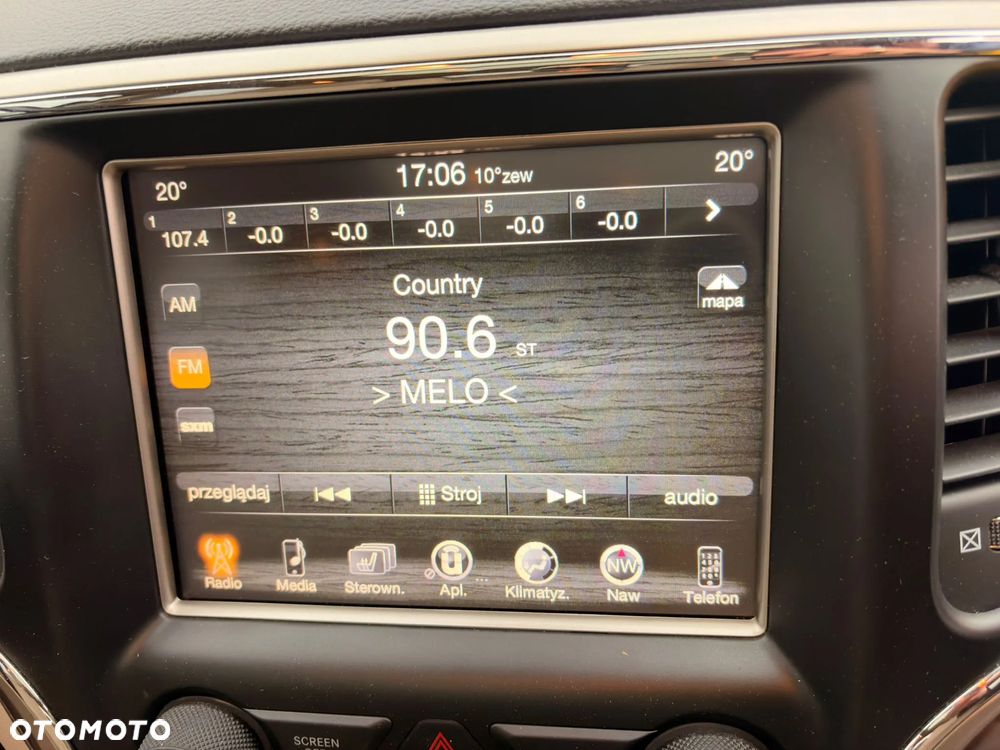 20° 17:06 10°zew 20°
1 107.4 2 -0.0 3 -0.0 4 -0.0 5 -0.0 6 -0.0
Country
mapa
AM
90.6 ST
FM
> MELO <
sxm
przeglądaj Stroj audio
NW
Radio Media Sterown. Apl. ... Klimatyz. Naw Telefon
OTOMOTO
SCREEN